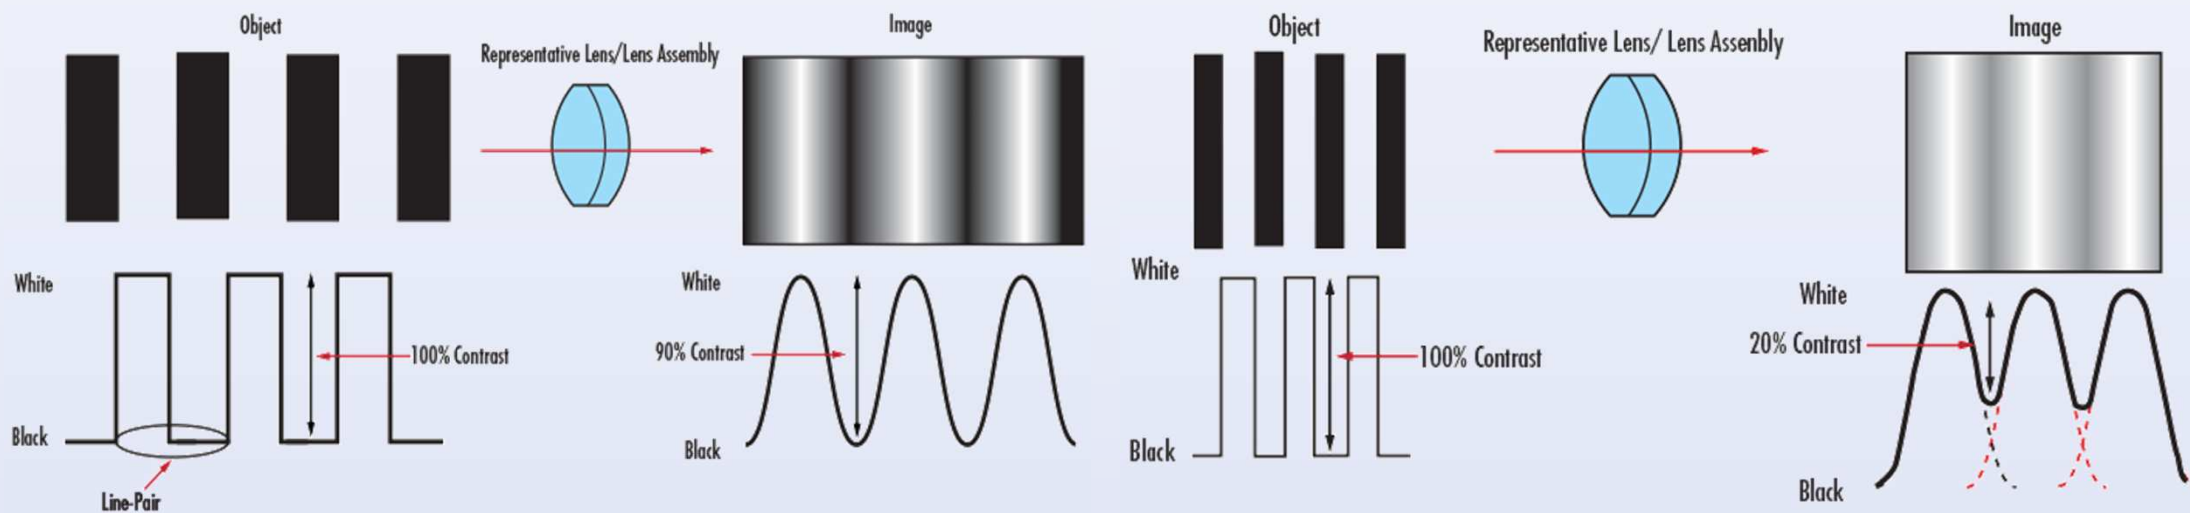 Object
Representative Lens/Lens Assembly
Image
White
100% Contrast
Black
Line-Pair
White
90% Contrast
Black
Object
Representative Lens/ Lens Assenbly
Image
White
100% Contrast
Black
White
20% Contrast
Black